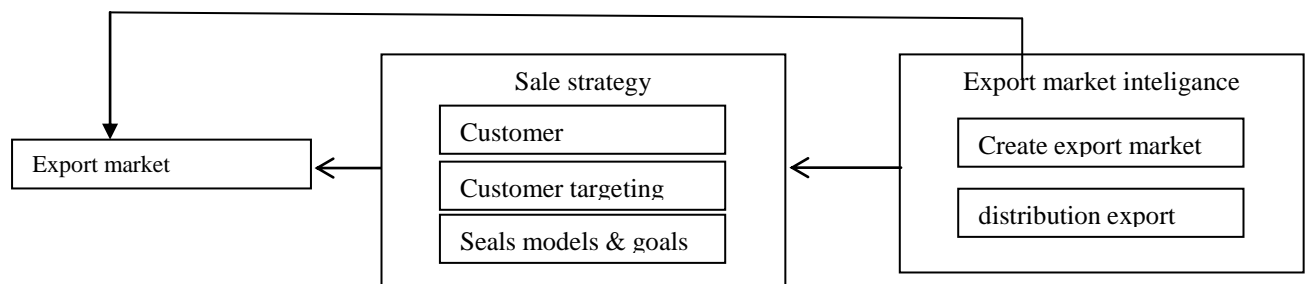 Sale strategy
Customer
Customer targeting
Seals models & goals
Export market
Export market inteligance
Create export market
distribution export